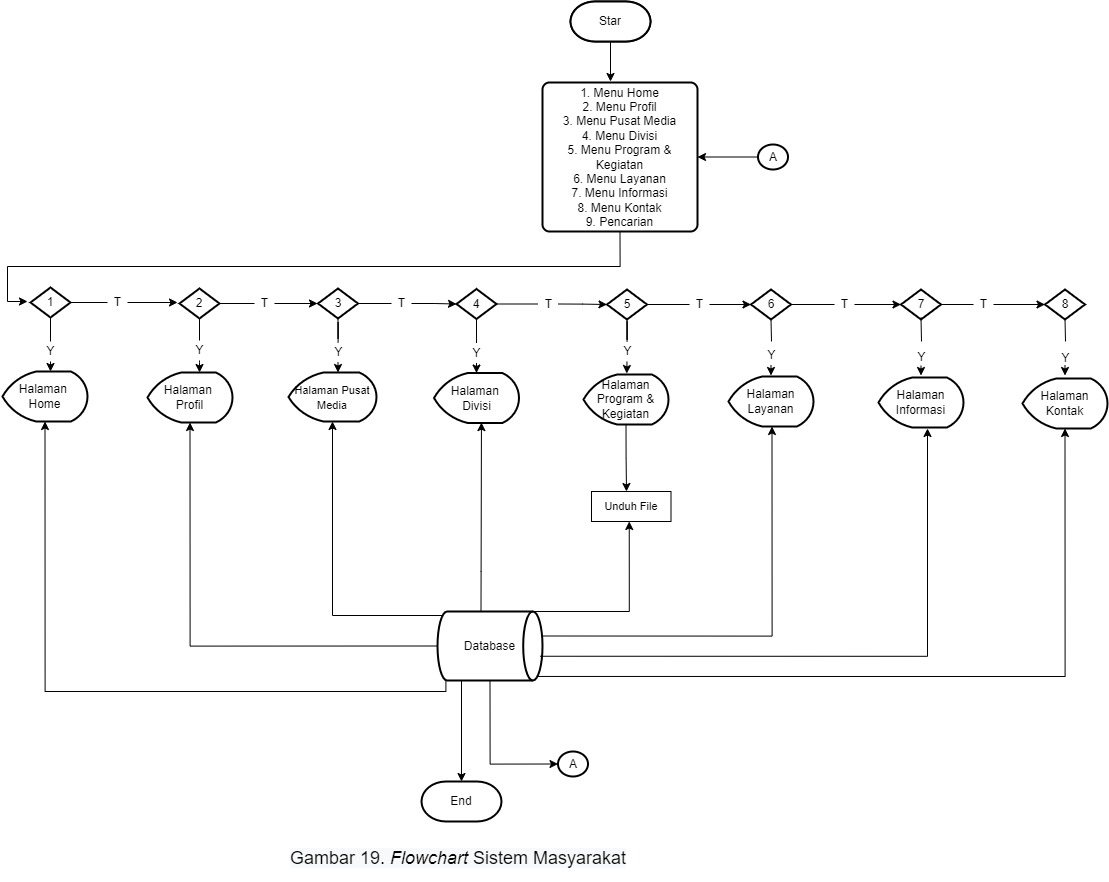 Star
1. Menu Home
2. Menu Profil
3. Menu Pusat Media
4. Menu Divisi
5. Menu Program &
Kegiatan
6. Menu Layanan
7. Menu Informasi
8. Menu Kontak
9. Pencarian
A
1 T 2 T 3 T 4 T 5 T 6 T 7 T 8
Y Y Y Y Y Y Y Y
Halaman
Home
Halaman
Profil
Halaman Pusat
Media
Halaman
Divisi
Halaman
Program &
Kegiatan
Halaman
Layanan
Halaman
Informasi
Halaman
Kontak
Unduh File
Database
A
End
Gambar 19. Flowchart Sistem Masyarakat